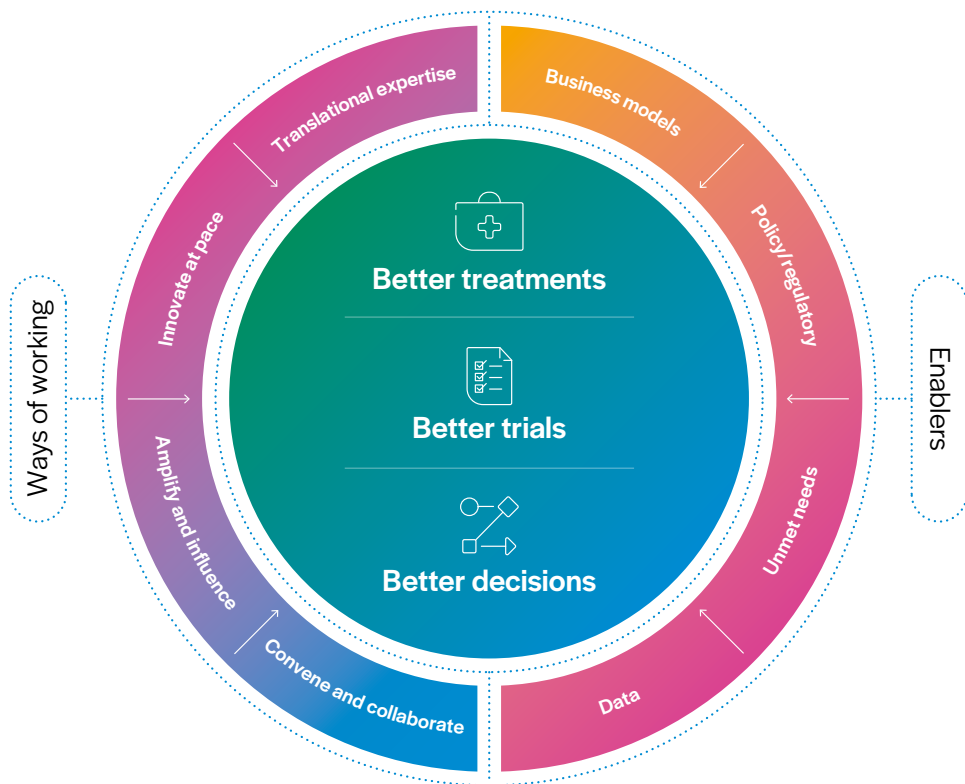 Ways of working
Translational expertise
Innovate at pace
Amplify and influence
Convene and collaborate
Better treatments
Better trials
Better decisions
Business models
Policy/regulatory
Unmet needs
Data
Enablers